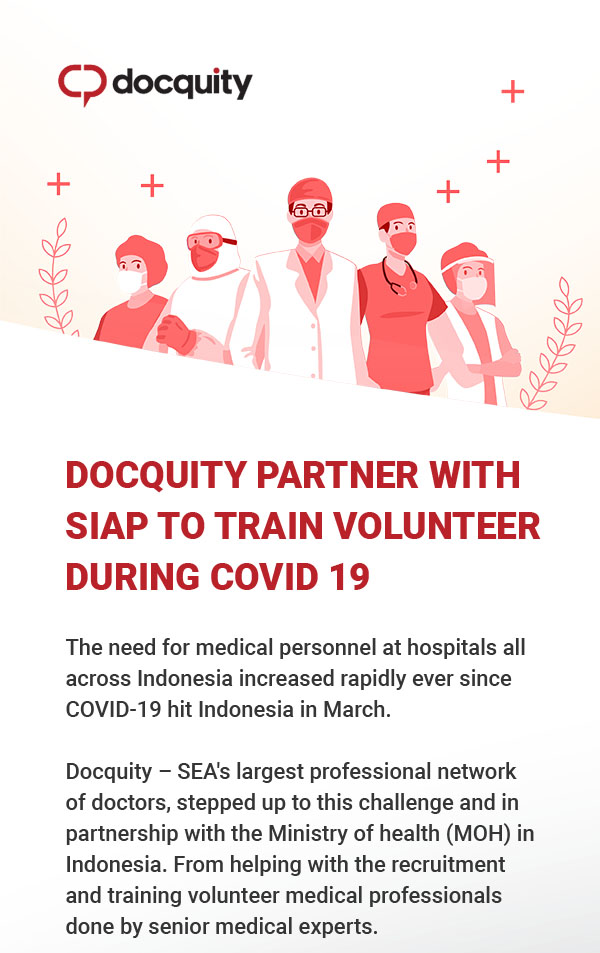 docquity
DOCQUITY PARTNER WITH
SIAP TO TRAIN VOLUNTEER
DURING COVID 19
The need for medical personnel at hospitals all
across Indonesia increased rapidly ever since
COVID-19 hit Indonesia in March.
Docquity – SEA's largest professional network
of doctors, stepped up to this challenge and in
partnership with the Ministry of health (MOH) in
Indonesia. From helping with the recruitment
and training volunteer medical professionals
done by senior medical experts.